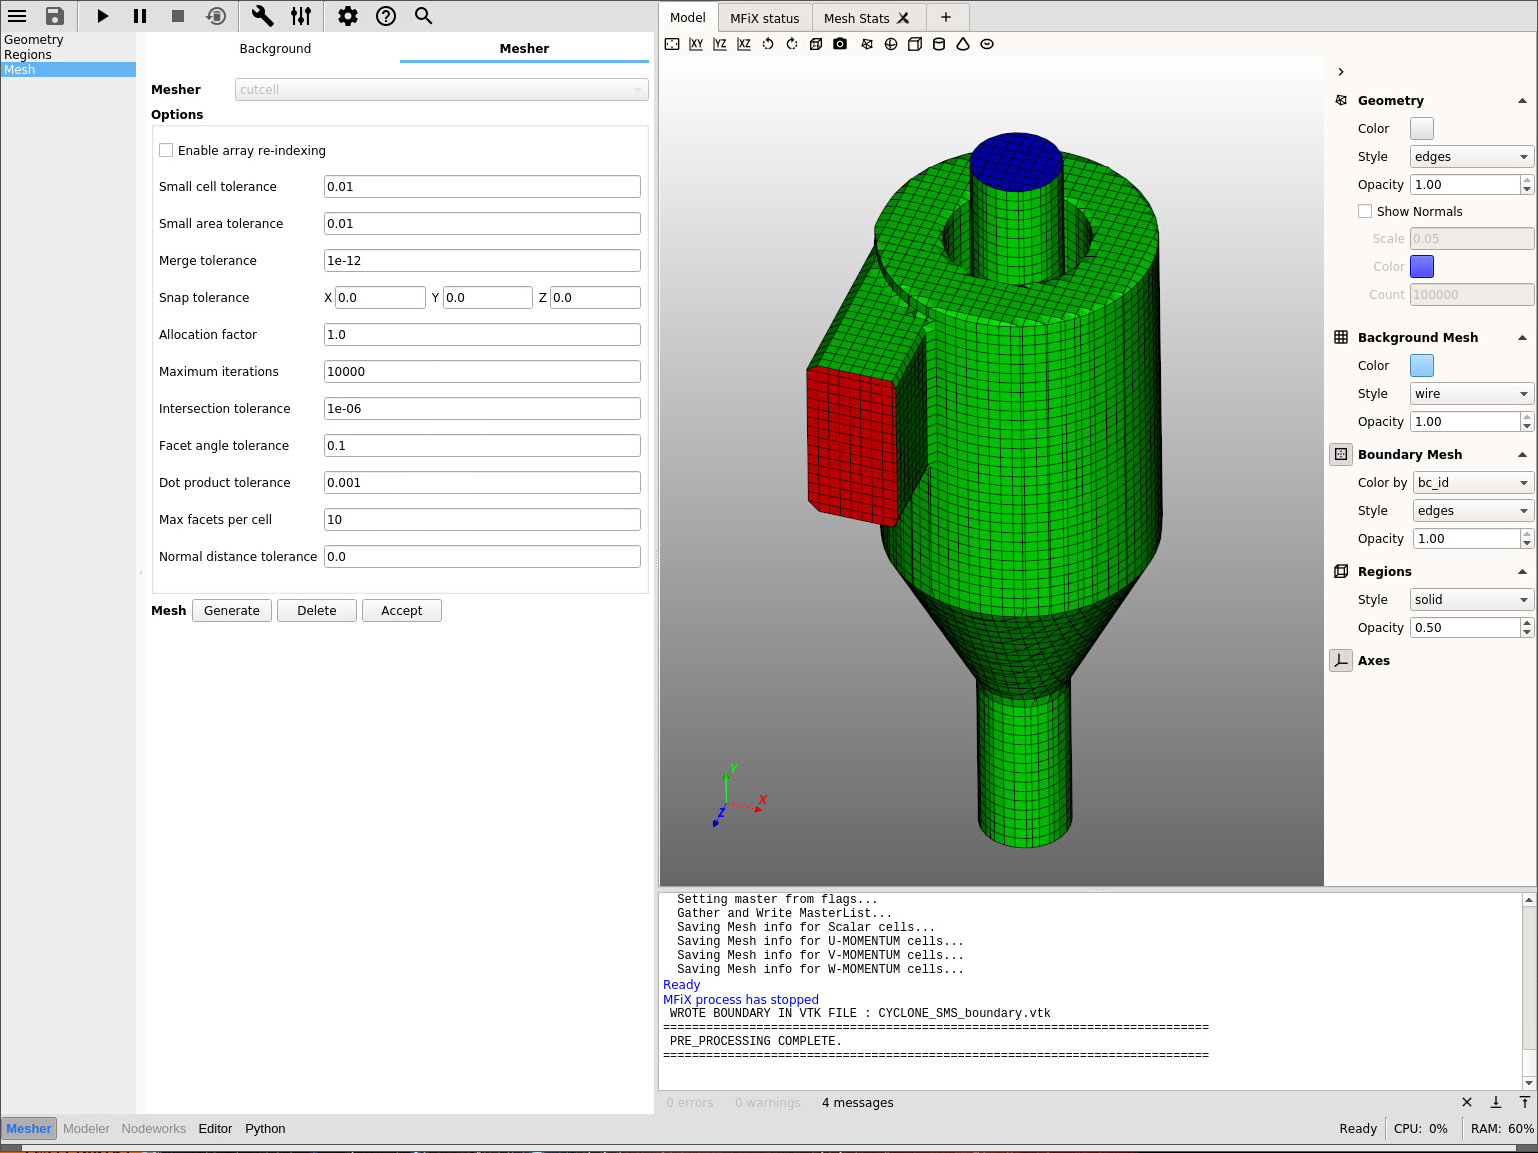 Model
MFiX status
Mesh Stats
+
Geometry
Regions
Mesh
Background
Mesher
Mesher
cutcell
Options
Enable array re-indexing
Small cell tolerance 0.01
Small area tolerance 0.01
Merge tolerance 1e-12
Snap tolerance X 0.0 Y 0.0 Z 0.0
Allocation factor 1.0
Maximum iterations 10000
Intersection tolerance 1e-06
Facet angle tolerance 0.1
Dot product tolerance 0.001
Max facets per cell 10
Normal distance tolerance 0.0
Mesh Generate Delete Accept
XY YZ XZ
Y
X
Z
Geometry
Color
Style edges
Opacity 1.00
Show Normals
Scale 0.05
Color
Count 100000
Background Mesh
Color
Style wire
Opacity 1.00
Boundary Mesh
Color by bc_id
Style edges
Opacity 1.00
Regions
Style solid
Opacity 0.50
Axes
Setting master from flags...
Gather and Write MasterList...
Saving Mesh info for Scalar cells...
Saving Mesh info for U-MOMENTUM cells...
Saving Mesh info for V-MOMENTUM cells...
Saving Mesh info for W-MOMENTUM cells...
Ready
MFiX process has stopped
WROTE BOUNDARY IN VTK FILE : CYCLONE_SMS_boundary.vtk
============================================================================
PRE_PROCESSING COMPLETE.
============================================================================
0 errors 0 warnings 4 messages
Mesher Modeler Nodeworks Editor Python
Ready CPU: 0% RAM: 60%